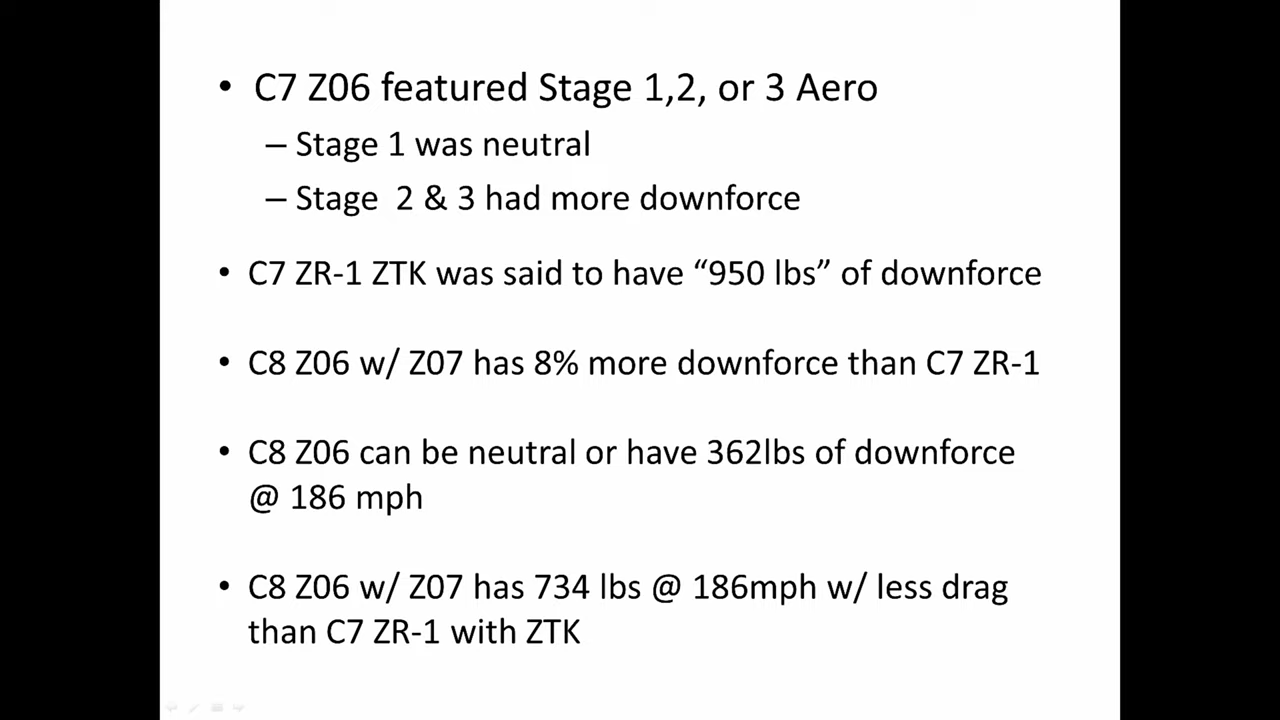 • C7 Z06 featured Stage 1,2, or 3 Aero
– Stage 1 was neutral
– Stage  2 & 3 had more downforce
• C7 ZR-1 ZTK was said to have “950 lbs” of downforce
• C8 Z06 w/ Z07 has 8% more downforce than C7 ZR-1
• C8 Z06 can be neutral or have 362lbs of downforce
@ 186 mph
• C8 Z06 w/ Z07 has 734 lbs @ 186mph w/ less drag
than C7 ZR-1 with ZTK